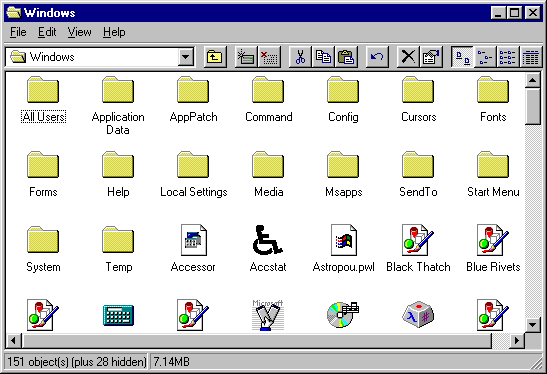 Windows
File Edit View Help
Windows
All Users Application Data AppPatch Command Config Cursors Fonts
Forms Help Local Settings Media Msapps SendTo Start Menu
System Temp Accessor Accstat Astropou.pwl Black Thatch Blue Rivets
Microsoft
151 object(s) (plus 28 hidden) 7.14MB